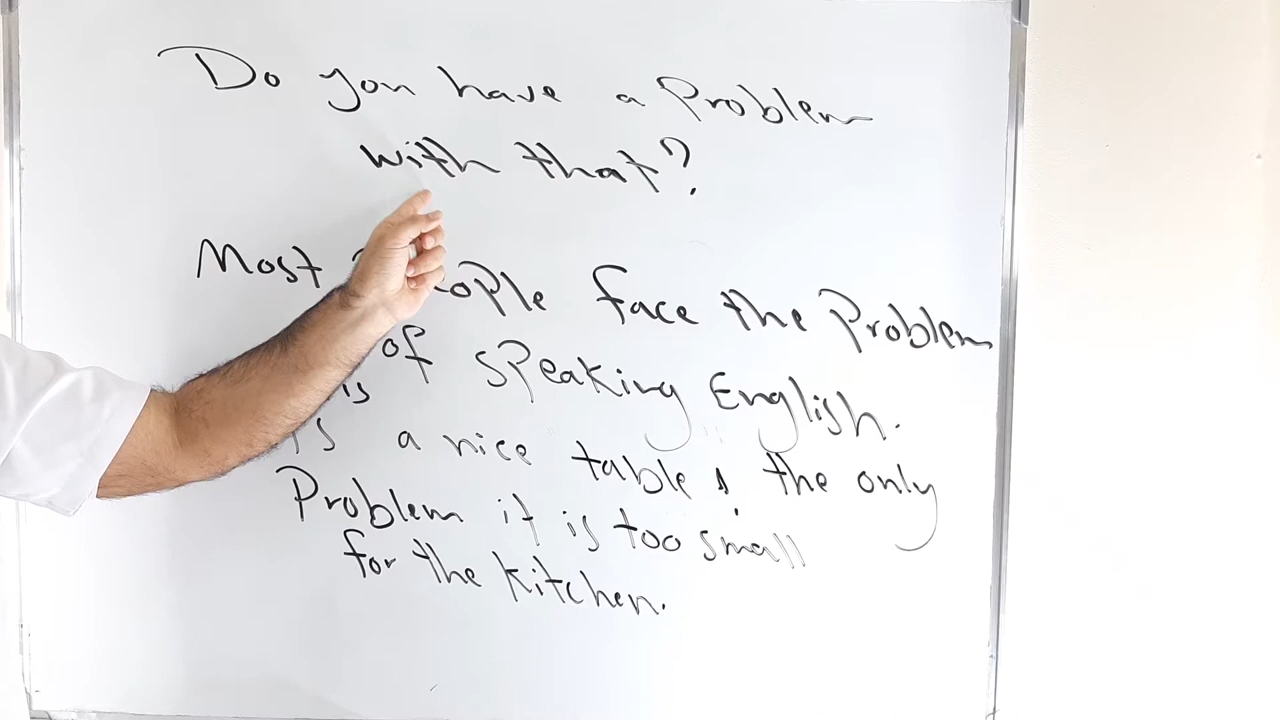 Do you have a Problem
with that?
Most People face the Problem
of speaking English.
is
is a nice table, the only
Problem it is too small
for the kitchen.